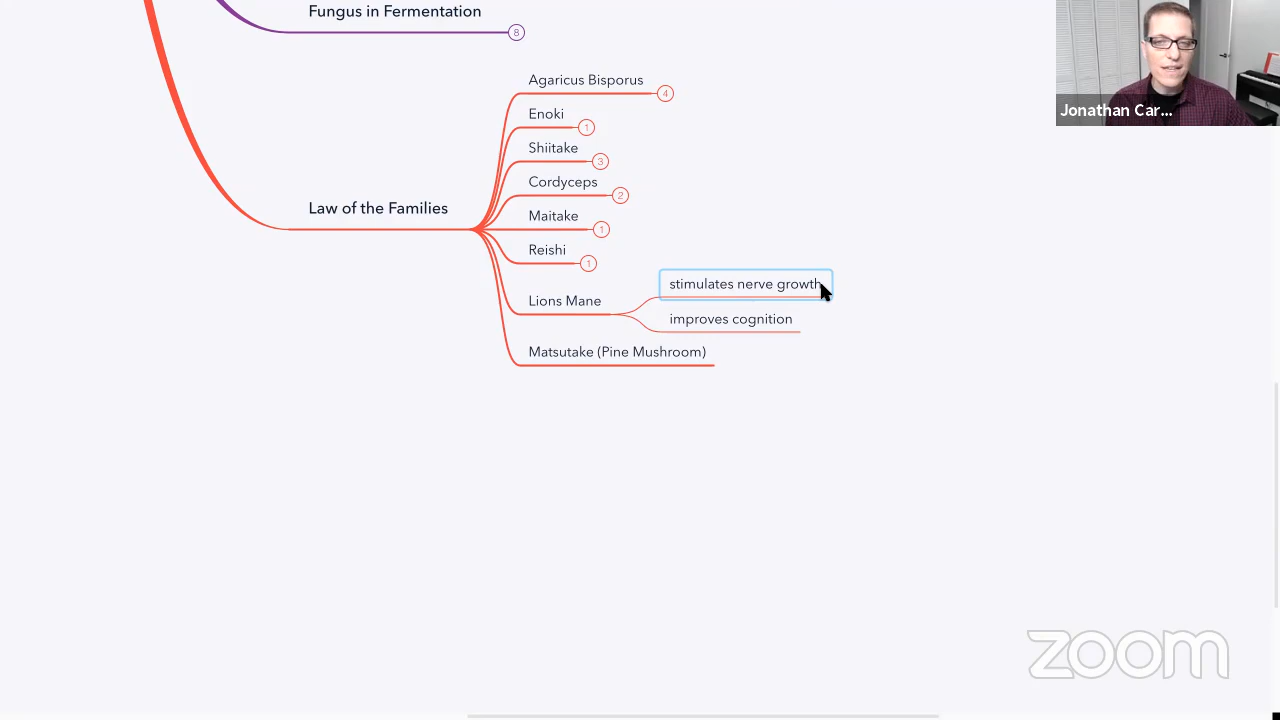 Fungus in Fermentation
8
Agaricus Bisporus
4
Enoki
1
Shiitake
3
Cordyceps
2
Law of the Families
Maitake
1
Reishi
1
stimulates nerve growth
Lions Mane
improves cognition
Matsutake (Pine Mushroom)
Jonathan Car...
zoom